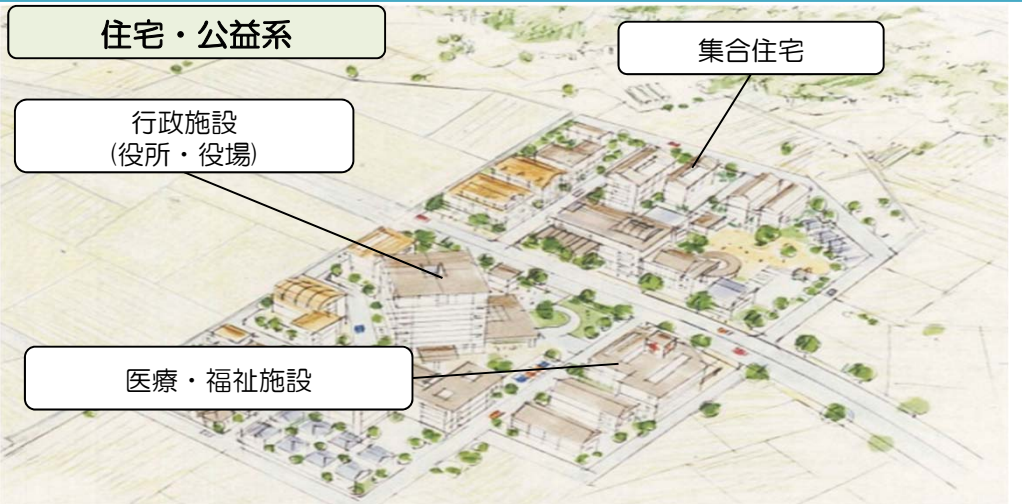 住宅・公益系
集合住宅
行政施設
(役所・役場)
医療・福祉施設